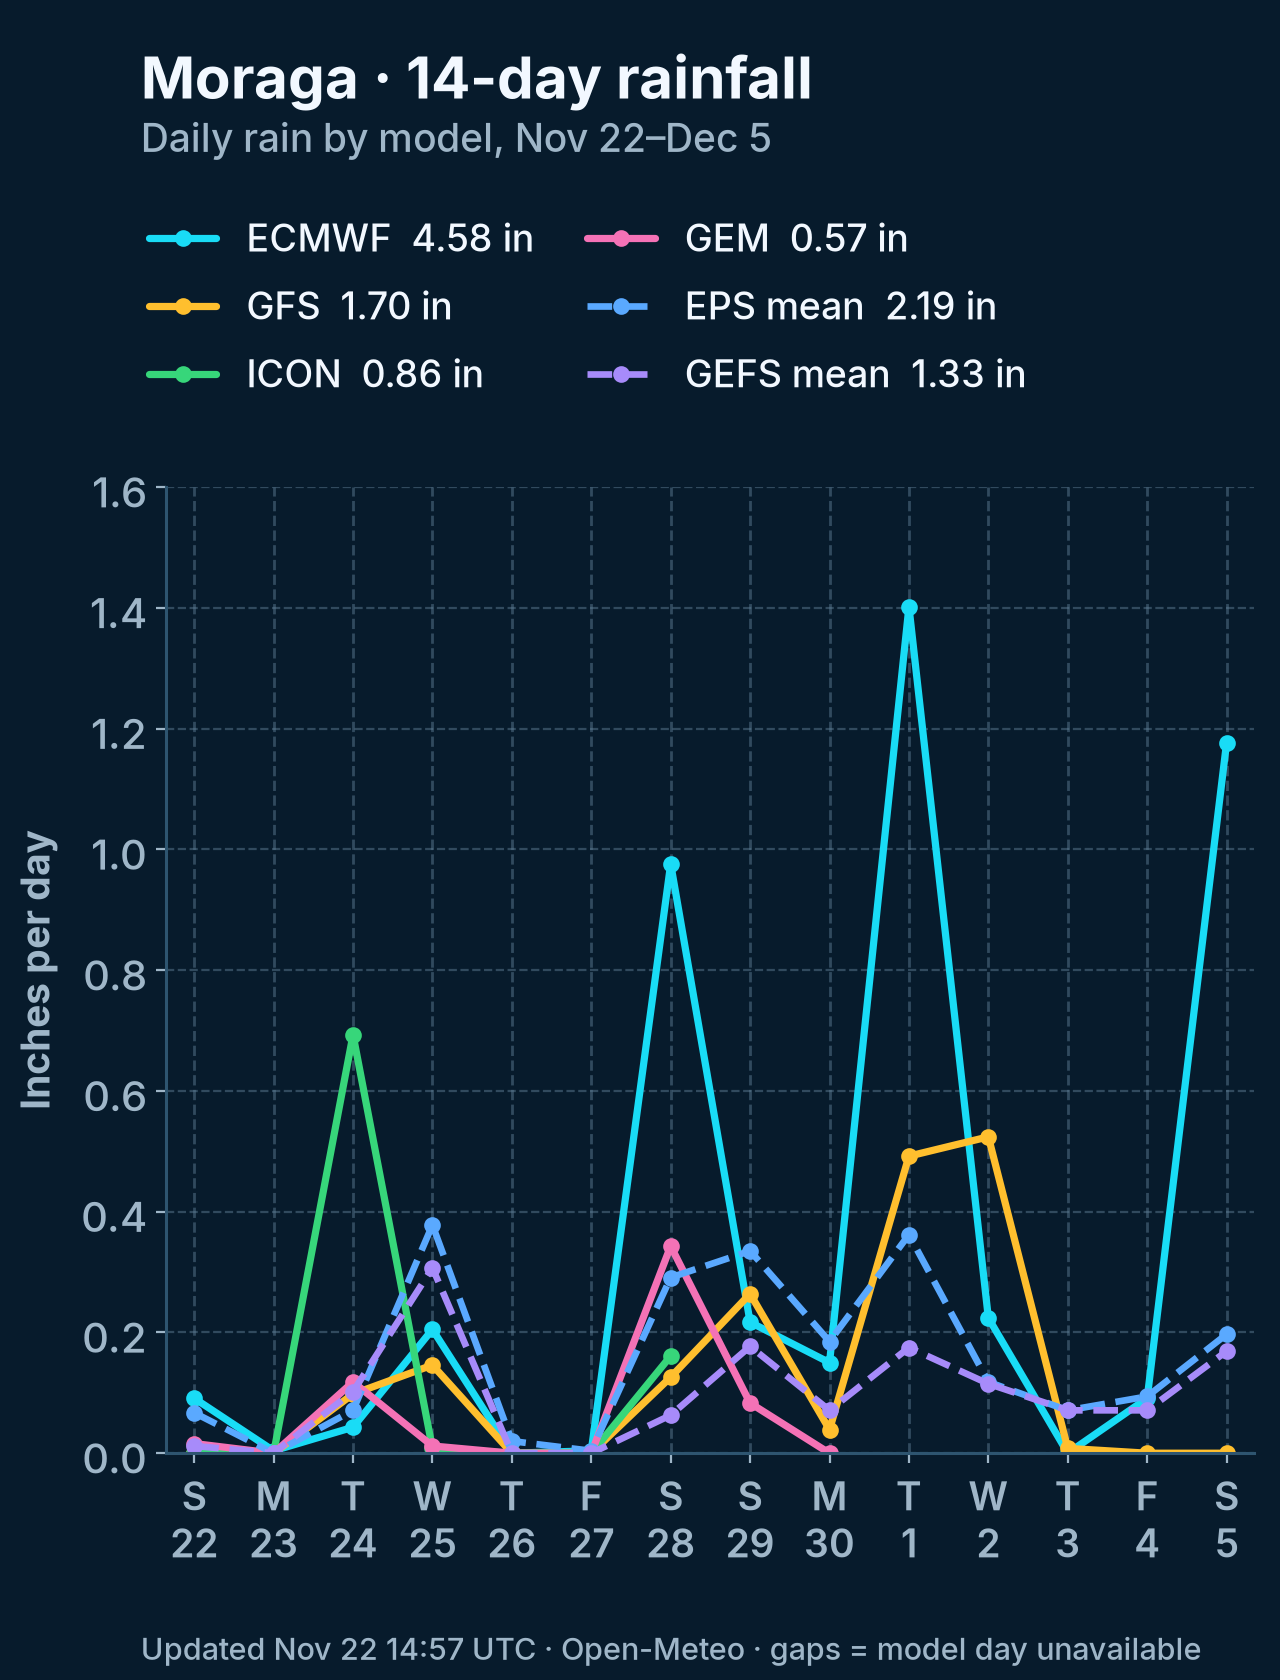 Moraga · 14-day rainfall
Daily rain by model, Nov 22–Dec 5
ECMWF 4.58 in
GEM 0.57 in
GFS 1.70 in
EPS mean 2.19 in
ICON 0.86 in
GEFS mean 1.33 in
Inches per day
1.6
1.4
1.2
1.0
0.8
0.6
0.4
0.2
0.0
S M T W T F S S M T W T F S
22 23 24 25 26 27 28 29 30 1 2 3 4 5
Updated Nov 22 14:57 UTC · Open-Meteo · gaps = model day unavailable